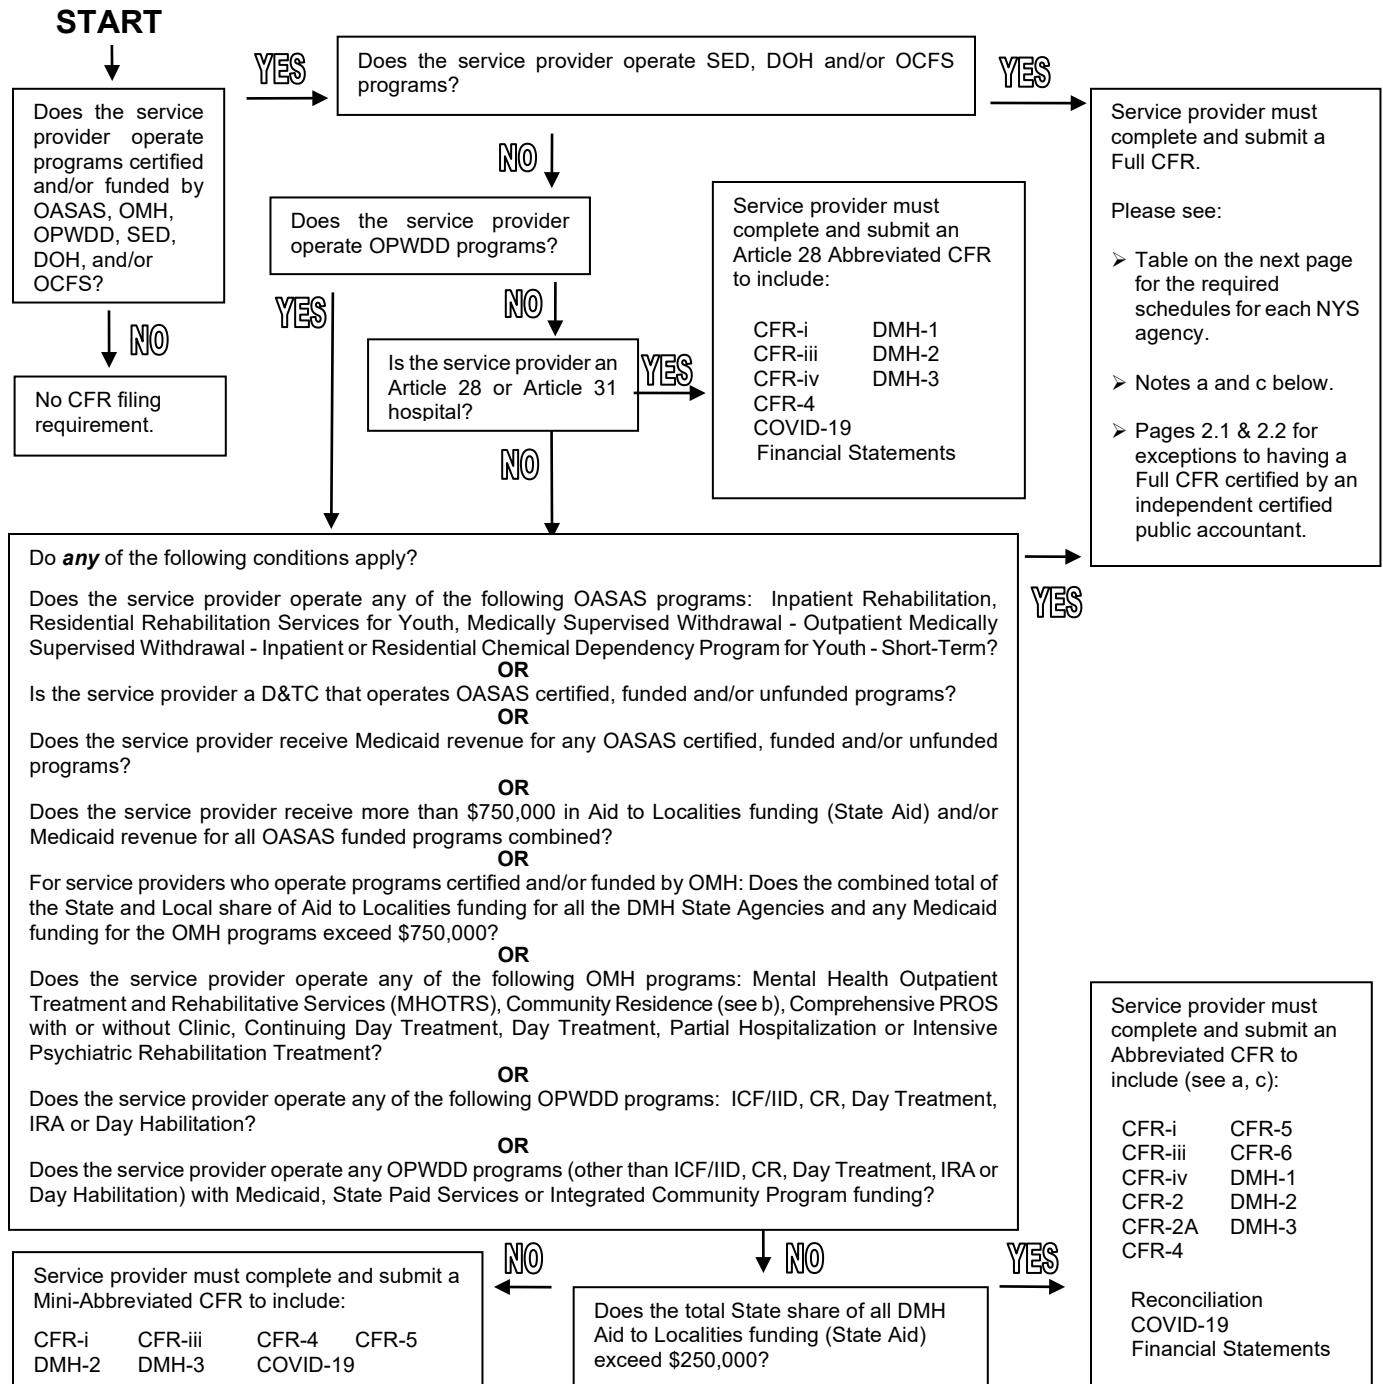 START
Does the service
provider operate
programs certified
and/or funded by
OASAS, OMH,
OPWDD, SED,
DOH, and/or
OCFS?
NO
No CFR filing
requirement.
YES
Does the service provider operate SED, DOH and/or OCFS
programs?
YES
NO
Does the service provider
operate OPWDD programs?
YES
NO
Is the service provider an
Article 28 or Article 31
hospital?
YES
NO
Service provider must
complete and submit an
Article 28 Abbreviated CFR
to include:
CFR-i DMH-1
CFR-iii DMH-2
CFR-iv DMH-3
CFR-4
COVID-19
Financial Statements
Service provider must
complete and submit a
Full CFR.
Please see:
➢ Table on the next page
for the required
schedules for each NYS
agency.
➢ Notes a and c below.
➢ Pages 2.1 & 2.2 for
exceptions to having a
Full CFR certified by an
independent certified
public accountant.
Do any of the following conditions apply?
Does the service provider operate any of the following OASAS programs: Inpatient Rehabilitation,
Residential Rehabilitation Services for Youth, Medically Supervised Withdrawal - Outpatient Medically
Supervised Withdrawal - Inpatient or Residential Chemical Dependency Program for Youth - Short-Term?
OR
Is the service provider a D&TC that operates OASAS certified, funded and/or unfunded programs?
OR
Does the service provider receive Medicaid revenue for any OASAS certified, funded and/or unfunded
programs?
OR
Does the service provider receive more than $750,000 in Aid to Localities funding (State Aid) and/or
Medicaid revenue for all OASAS funded programs combined?
OR
For service providers who operate programs certified and/or funded by OMH: Does the combined total of
the State and Local share of Aid to Localities funding for all the DMH State Agencies and any Medicaid
funding for the OMH programs exceed $750,000?
OR
Does the service provider operate any of the following OMH programs: Mental Health Outpatient
Treatment and Rehabilitative Services (MHOTRS), Community Residence (see b), Comprehensive PROS
with or without Clinic, Continuing Day Treatment, Day Treatment, Partial Hospitalization or Intensive
Psychiatric Rehabilitation Treatment?
OR
Does the service provider operate any of the following OPWDD programs: ICF/IID, CR, Day Treatment,
IRA or Day Habilitation?
OR
Does the service provider operate any OPWDD programs (other than ICF/IID, CR, Day Treatment, IRA or
Day Habilitation) with Medicaid, State Paid Services or Integrated Community Program funding?
YES
NO
Does the total State share of all DMH
Aid to Localities funding (State Aid)
exceed $250,000?
NO
Service provider must complete and submit a
Mini-Abbreviated CFR to include:
CFR-i CFR-iii CFR-4 CFR-5
DMH-2 DMH-3 COVID-19
YES
Service provider must
complete and submit an
Abbreviated CFR to
include (see a, c):
CFR-i CFR-5
CFR-iii CFR-6
CFR-iv DMH-1
CFR-2 DMH-2
CFR-2A DMH-3
CFR-4
Reconciliation
COVID-19
Financial Statements